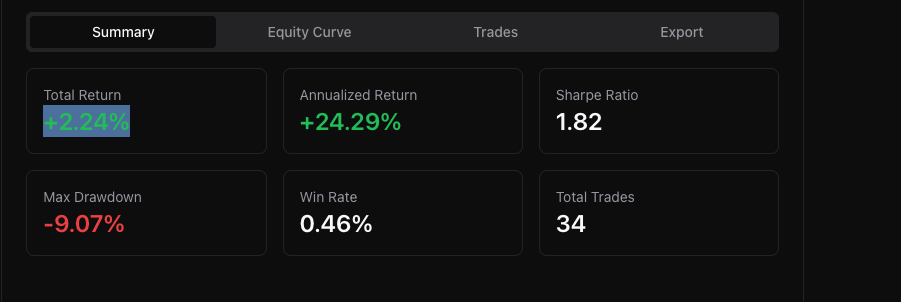 Summary Equity Curve Trades Export
Total Return Annualized Return Sharpe Ratio
+2.24% +24.29% 1.82
Max Drawdown Win Rate Total Trades
-9.07% 0.46% 34